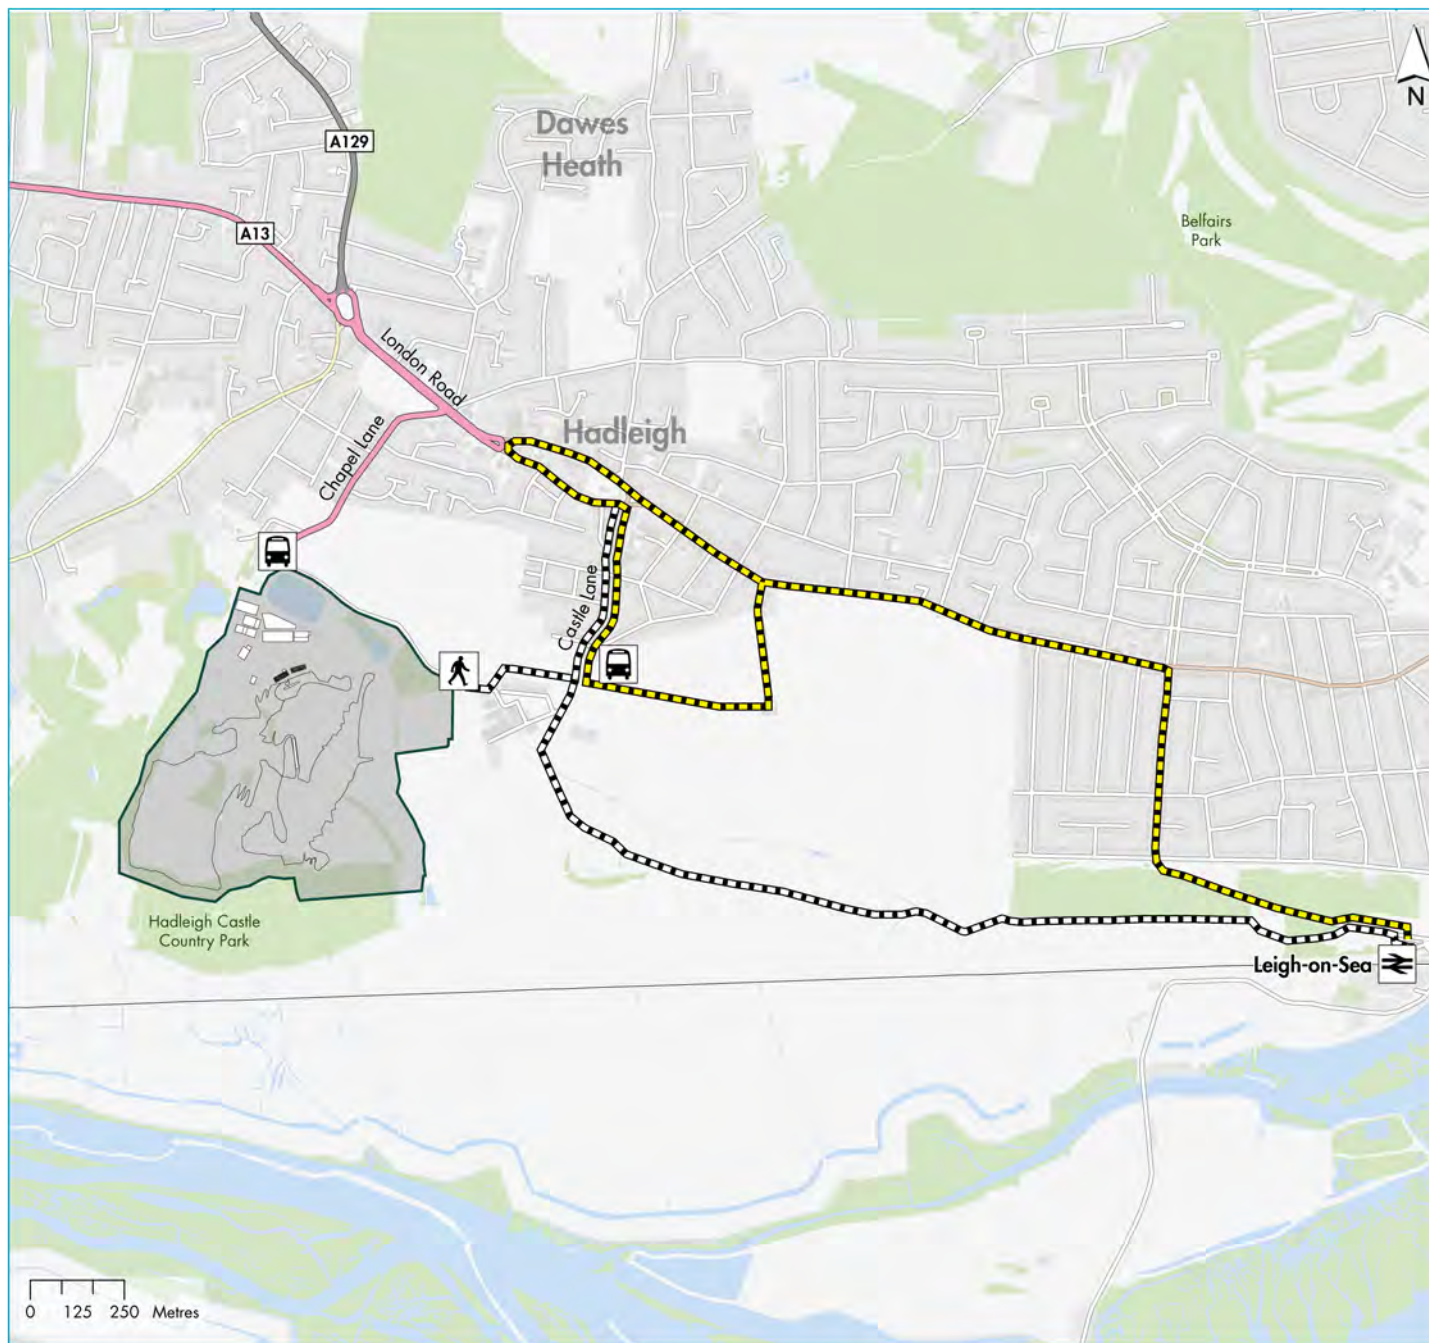 N
Dawes
Heath
A129
Belfairs
Park
A13
London Road
Hadleigh
Chapel Lane
Castle Lane
Hadleigh Castle
Country Park
Leigh-on-Sea
0 125 250 Metres